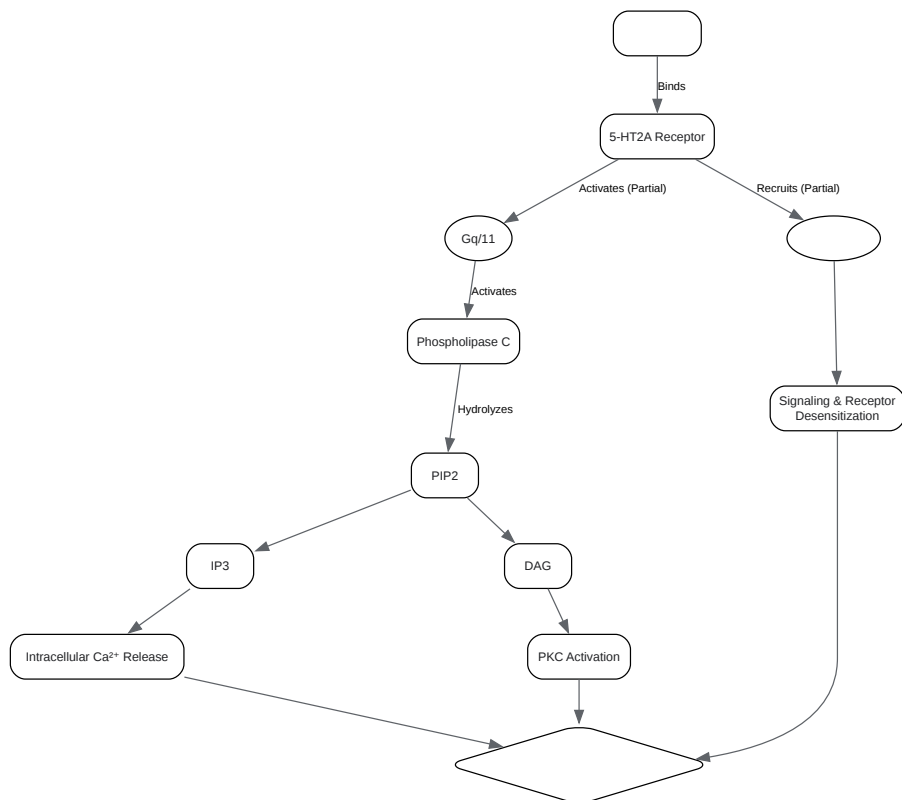 Binds
5-HT2A Receptor
Activates (Partial)
Recruits (Partial)
Gq/11
Activates
Phospholipase C
Hydrolyzes
Signaling & Receptor
Desensitization
PIP2
IP3
DAG
Intracellular Ca²⁺ Release
PKC Activation